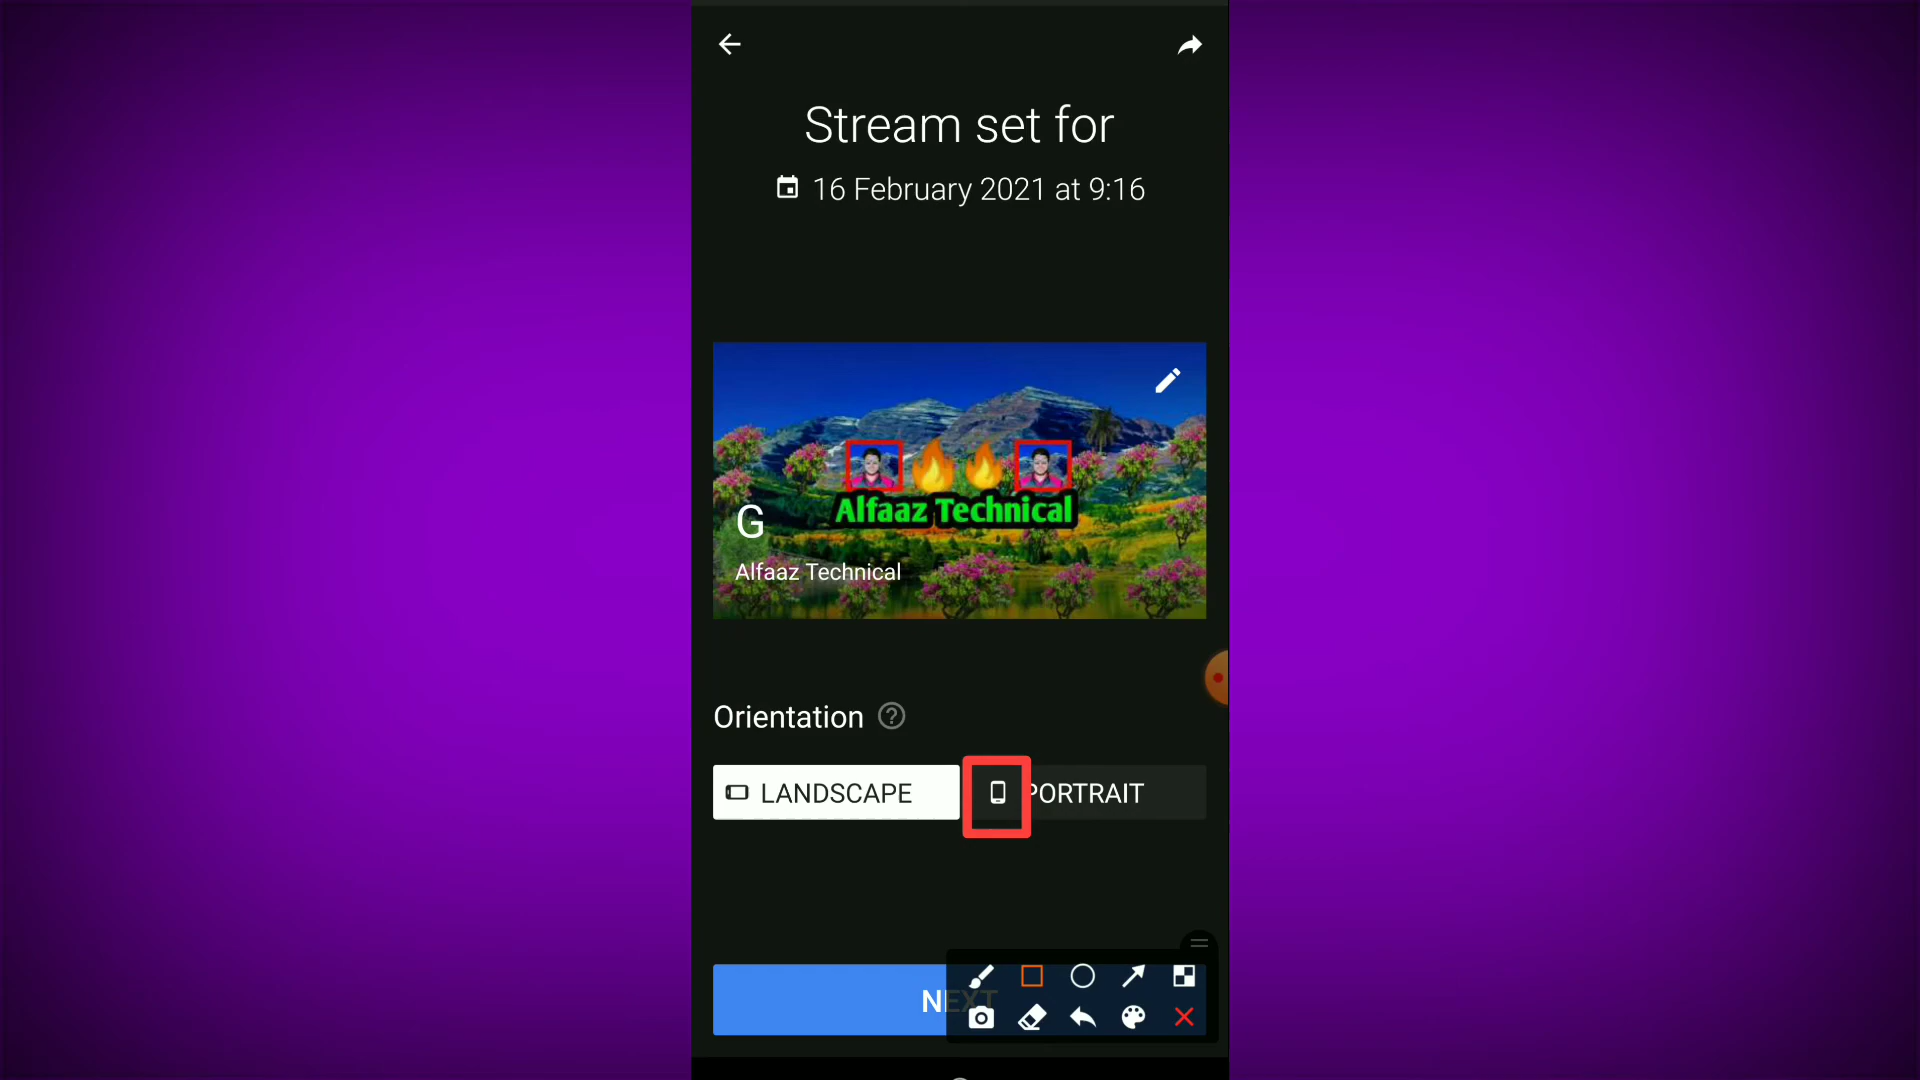 Stream set for
16 February 2021 at 9:16
Alfaaz Technical
G
Alfaaz Technical
Orientation
LANDSCAPE
PORTRAIT
NEXT